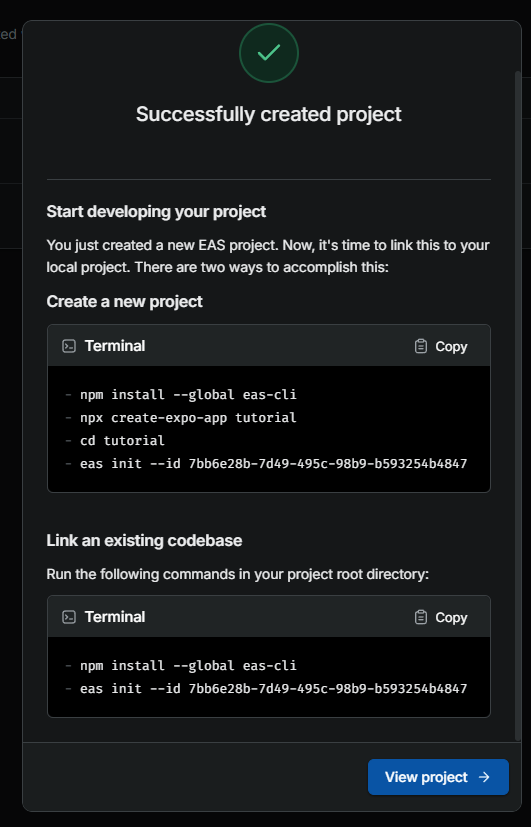 ted
Successfully created project
Start developing your project
You just created a new EAS project. Now, it's time to link this to your
local project. There are two ways to accomplish this:
Create a new project
Terminal
Copy
- npm install --global eas-cli
- npx create-expo-app tutorial
- cd tutorial
- eas init --id 7bb6e28b-7d49-495c-98b9-b593254b4847
Link an existing codebase
Run the following commands in your project root directory:
Terminal
Copy
- npm install --global eas-cli
- eas init --id 7bb6e28b-7d49-495c-98b9-b593254b4847
View project →